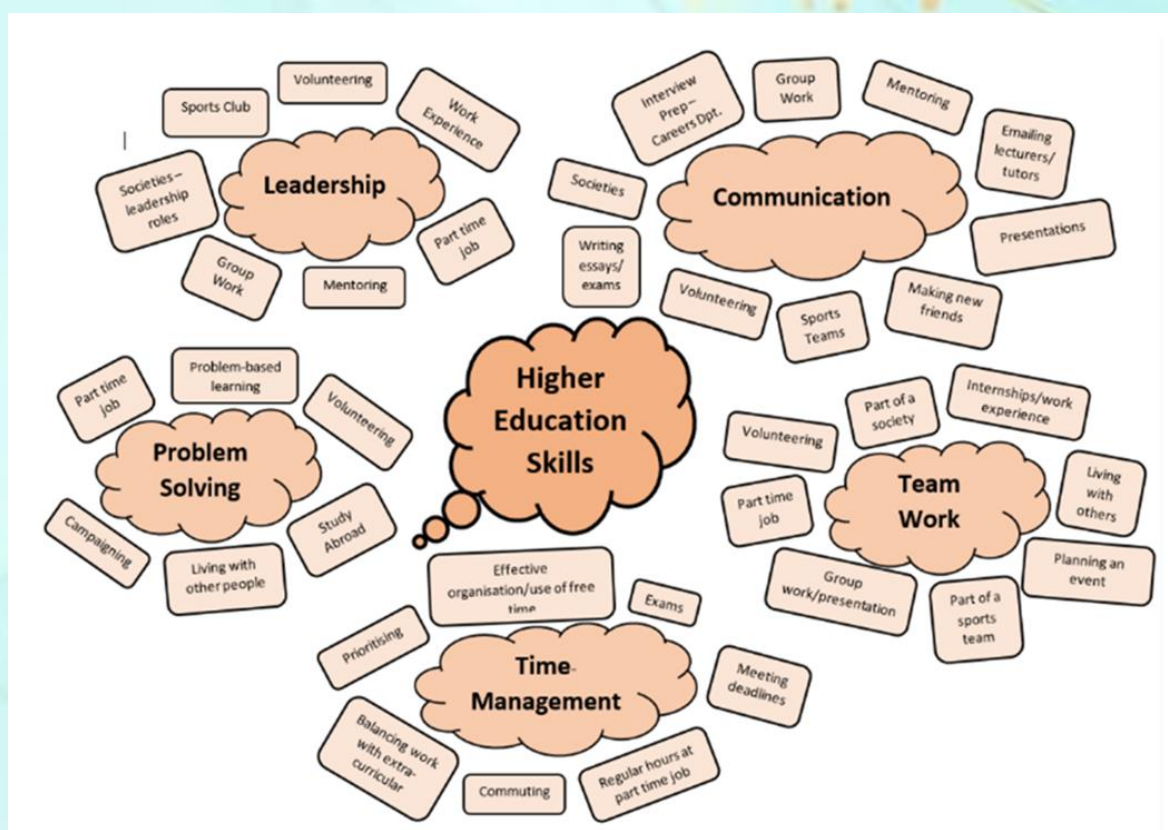 Volunteering
Sports Club
Work
Experience
Leadership
Societies –
leadership
roles
Part time
job
Group
Work
Mentoring
Interview
Prep –
Careers Dpt.
Group
Work
Mentoring
Emailing
lecturers/
tutors
Societies
Communication
Presentations
Writing
essays/
exams
Volunteering
Sports
Teams
Making new
friends
Higher
Education
Skills
Part time
job
Problem-based
learning
Volunteering
Problem
Solving
Campaigning
Living with
other people
Study
Abroad
Part of a
society
Internships/work
experience
Volunteering
Team
Work
Living
with
others
Part time
job
Group
work/presentation
Part of a
sports
team
Planning an
event
Effective
organisation/use of free
time
Exams
Prioritising
Time-
Management
Meeting
deadlines
Balancing work
with extra-
curricular
Commuting
Regular hours at
part time job